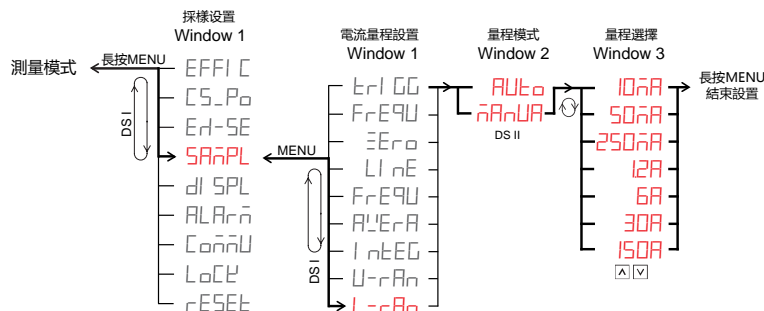 採樣设置
Window 1
電流量程設置
Window 1
量程模式
Window 2
量程選擇
Window 3
測量模式
長按MENU
DS I
EFFIC
CS_Po
Ert-SE
SAmPL
dISPL
ALArm
CommU
LoCK
rESEt
MENU
DS I
trIGG
FrEQU
ZEro
LInE
FrEQU
AVErA
IntEG
U-rAn
I-rAn
AUto
mAnUA
DS II
10mA
50mA
250mA
1.2A
6A
30A
150A
長按MENU
結束設置